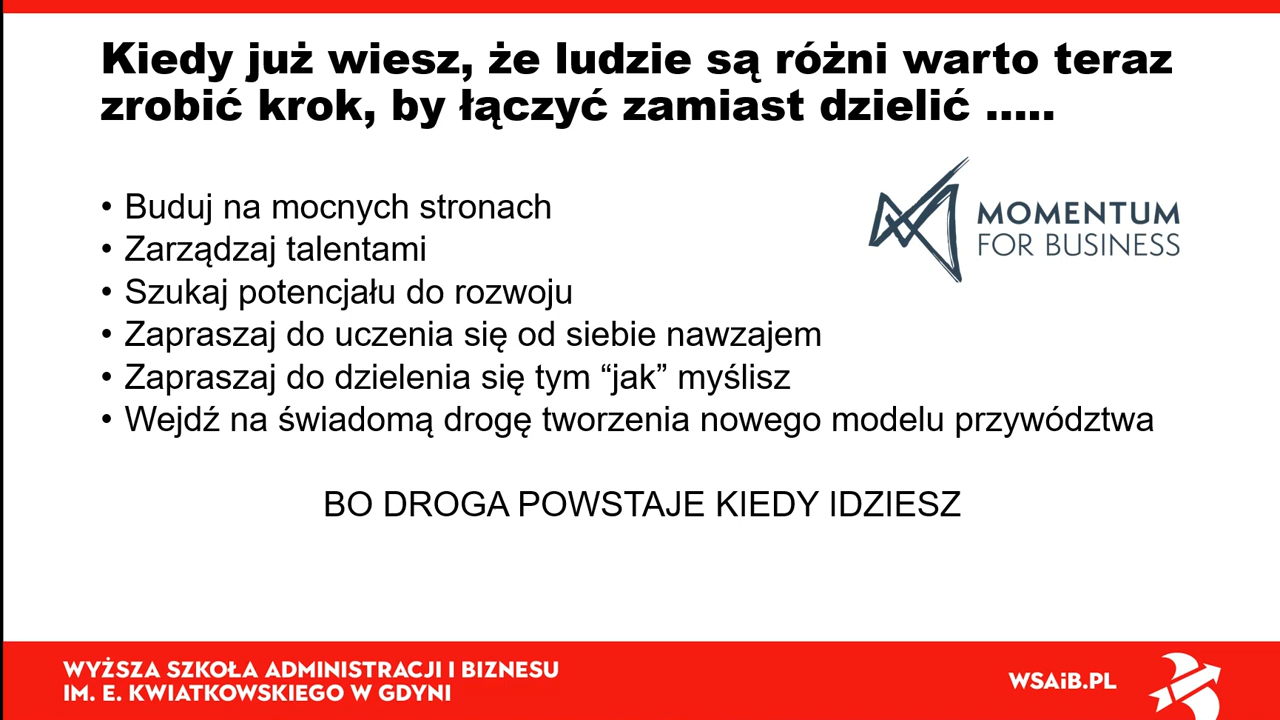 Kiedy już wiesz, że ludzie są różni warto teraz
zrobić krok, by łączyć zamiast dzielić .....
• Buduj na mocnych stronach
• Zarządzaj talentami
• Szukaj potencjału do rozwoju
• Zapraszaj do uczenia się od siebie nawzajem
• Zapraszaj do dzielenia się tym “jak” myślisz
• Wejdź na świadomą drogę tworzenia nowego modelu przywództwa
MOMENTUM
FOR BUSINESS
BO DROGA POWSTAJE KIEDY IDZIESZ
WYŻSZA SZKOŁA ADMINISTRACJI I BIZNESU
IM. E. KWIATKOWSKIEGO W GDYNI
WSAiB.PL